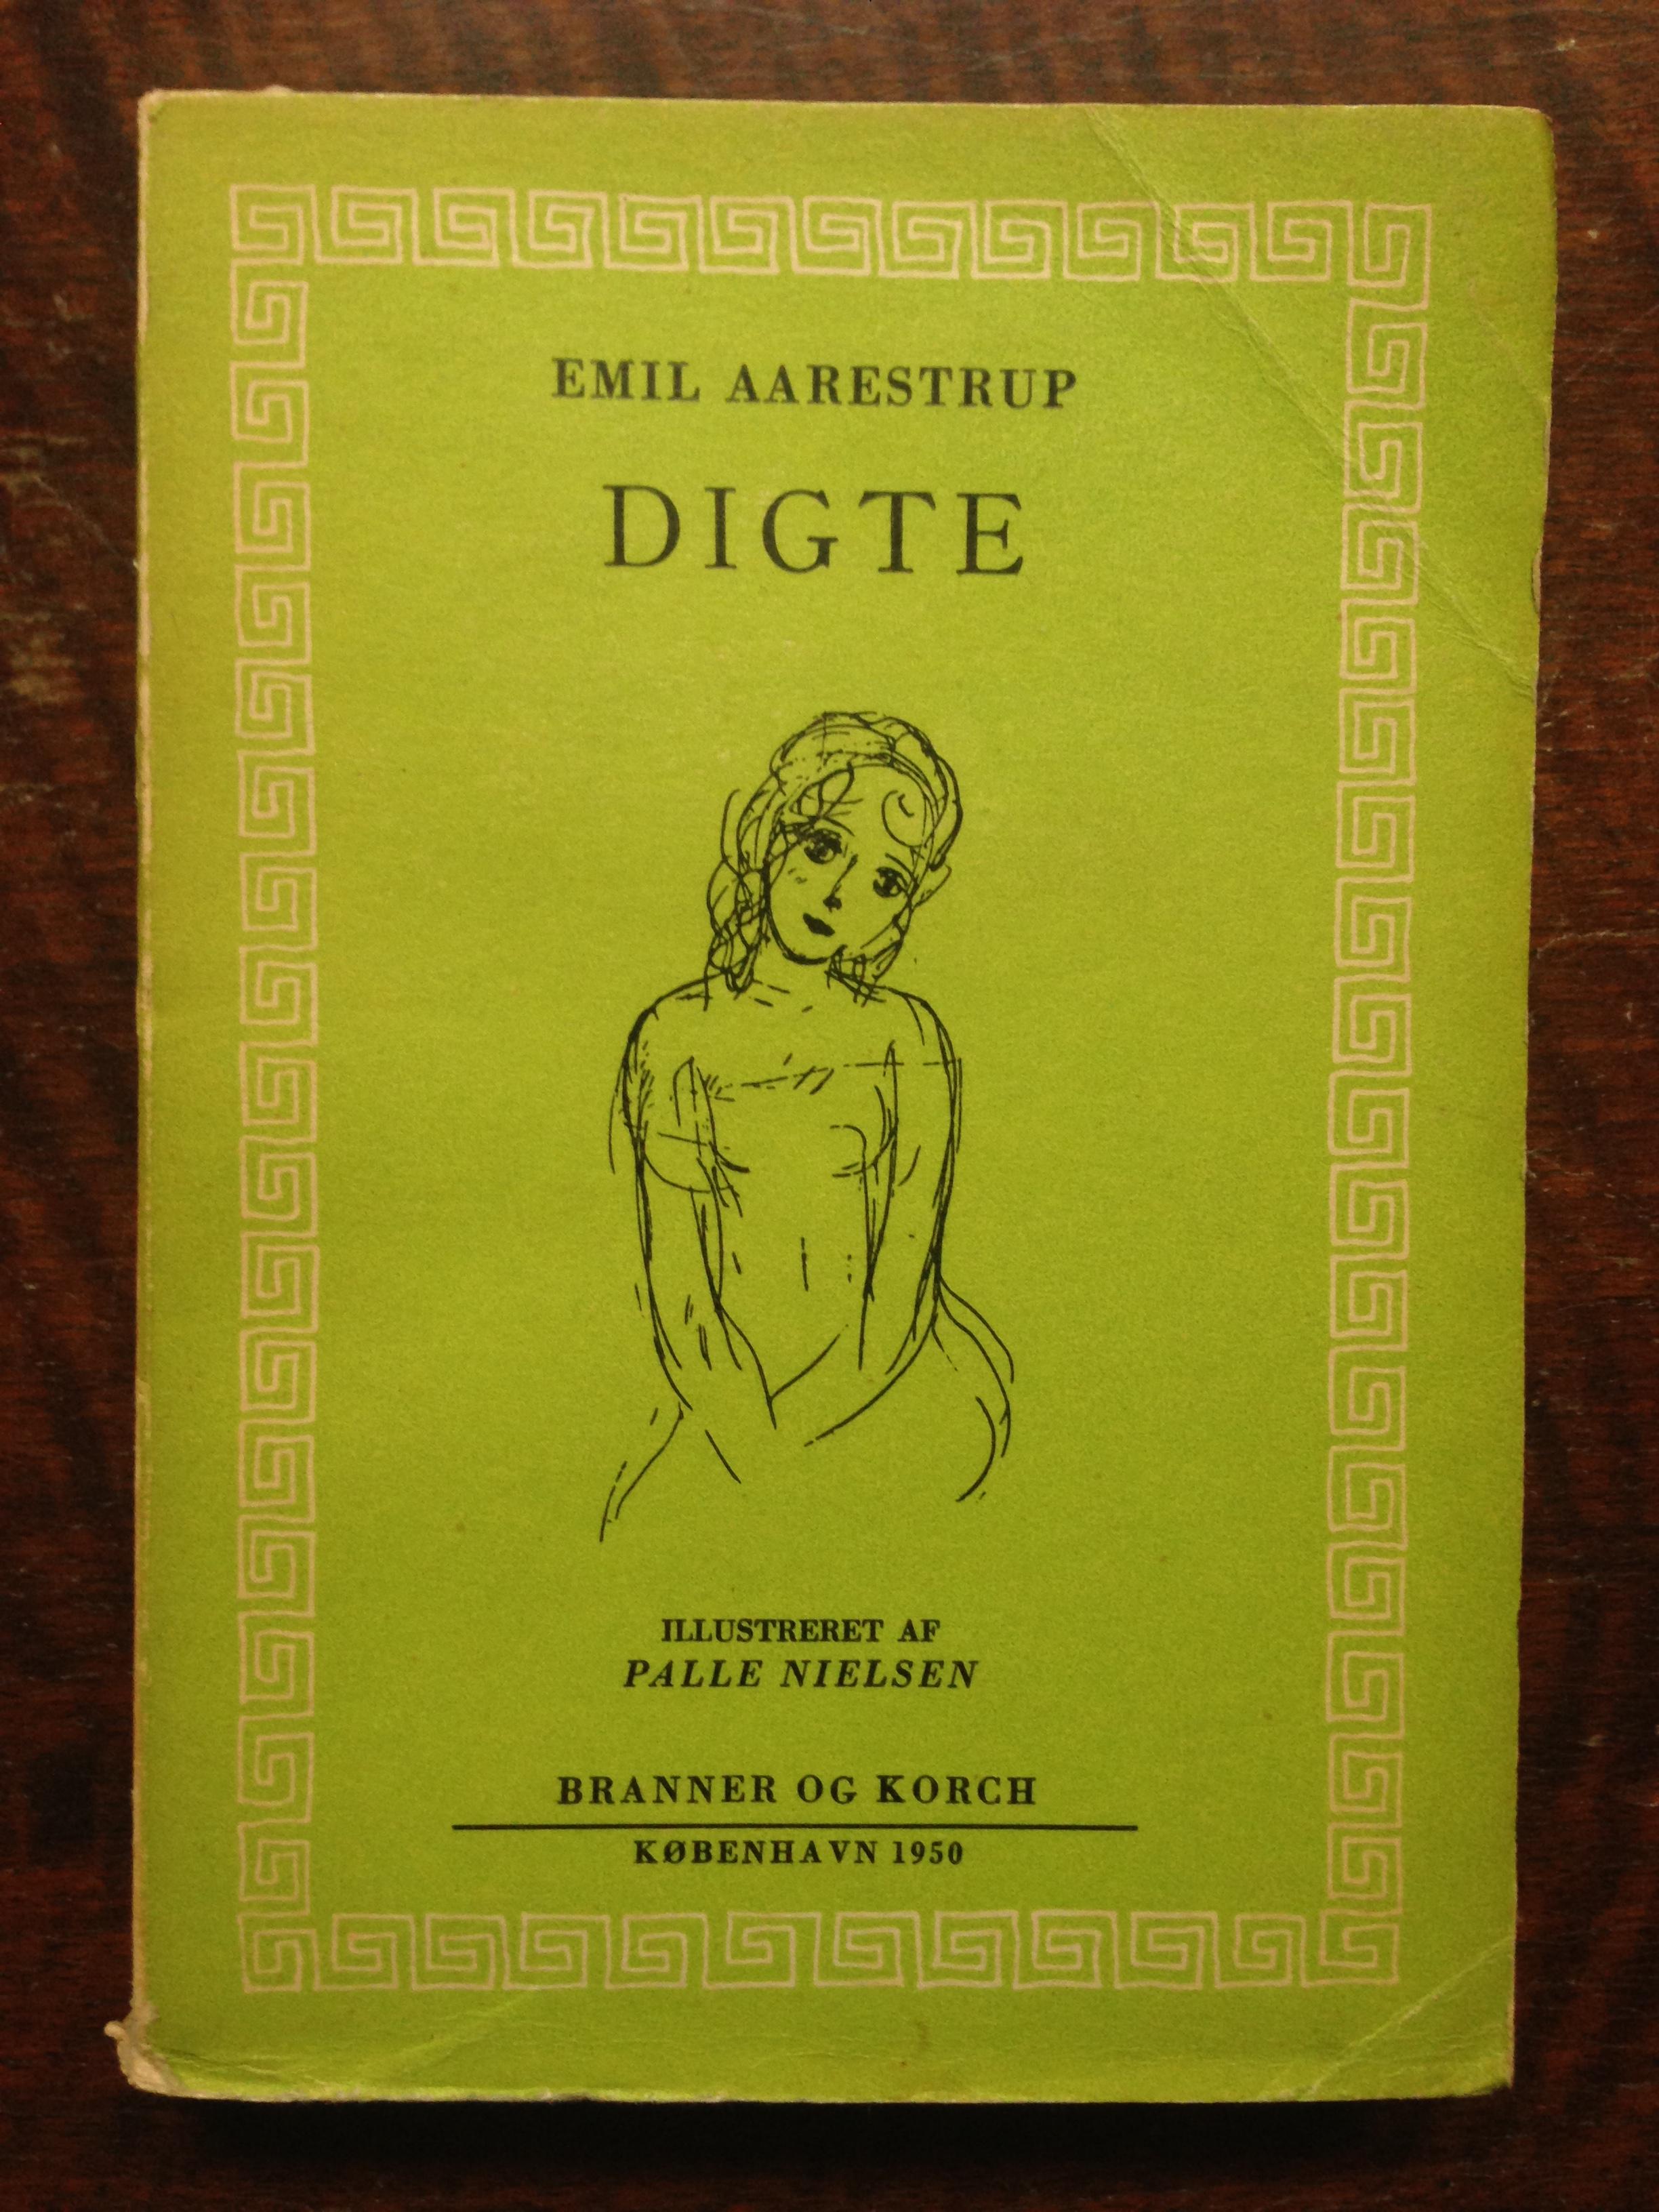 EMIL AARESTRUP
DIGTE
ILLUSTRERET AF
PALLE NIELSEN
BRANNER OG KORCH
KØBENHAVN 1950